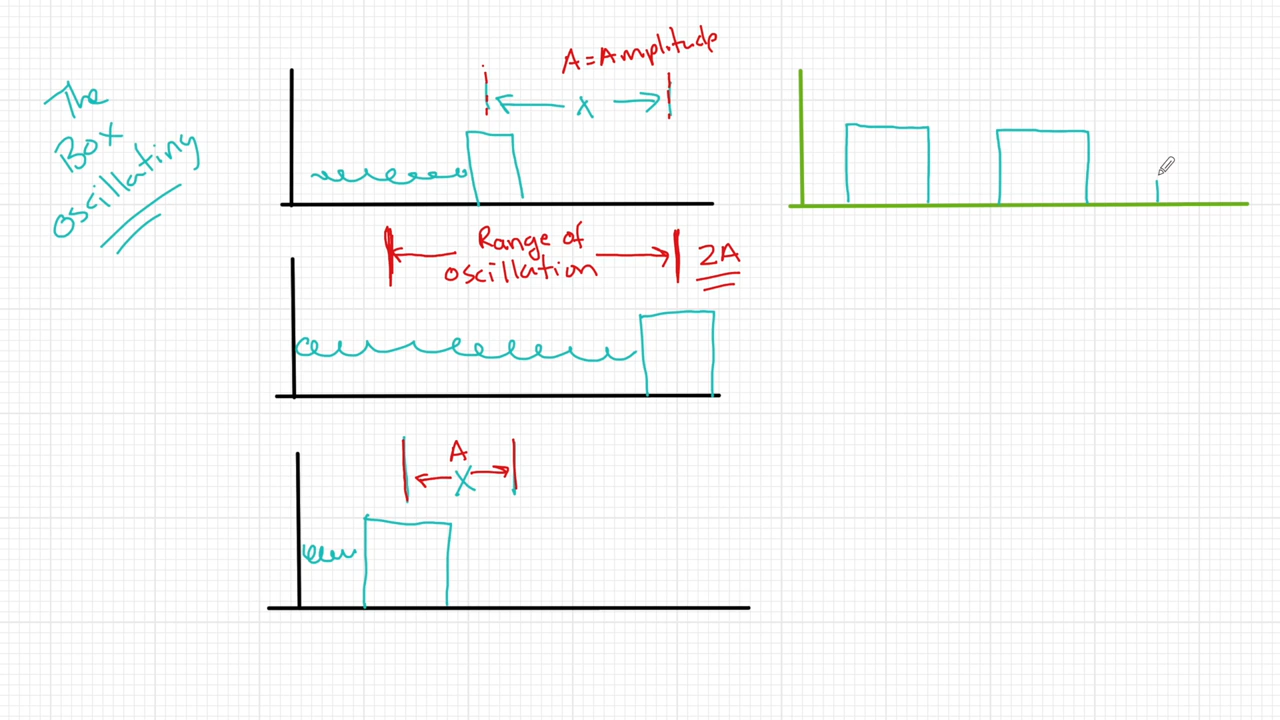 The
Box
oscillating
A = Amplitude
x
Range of
oscillation
2A
A
x